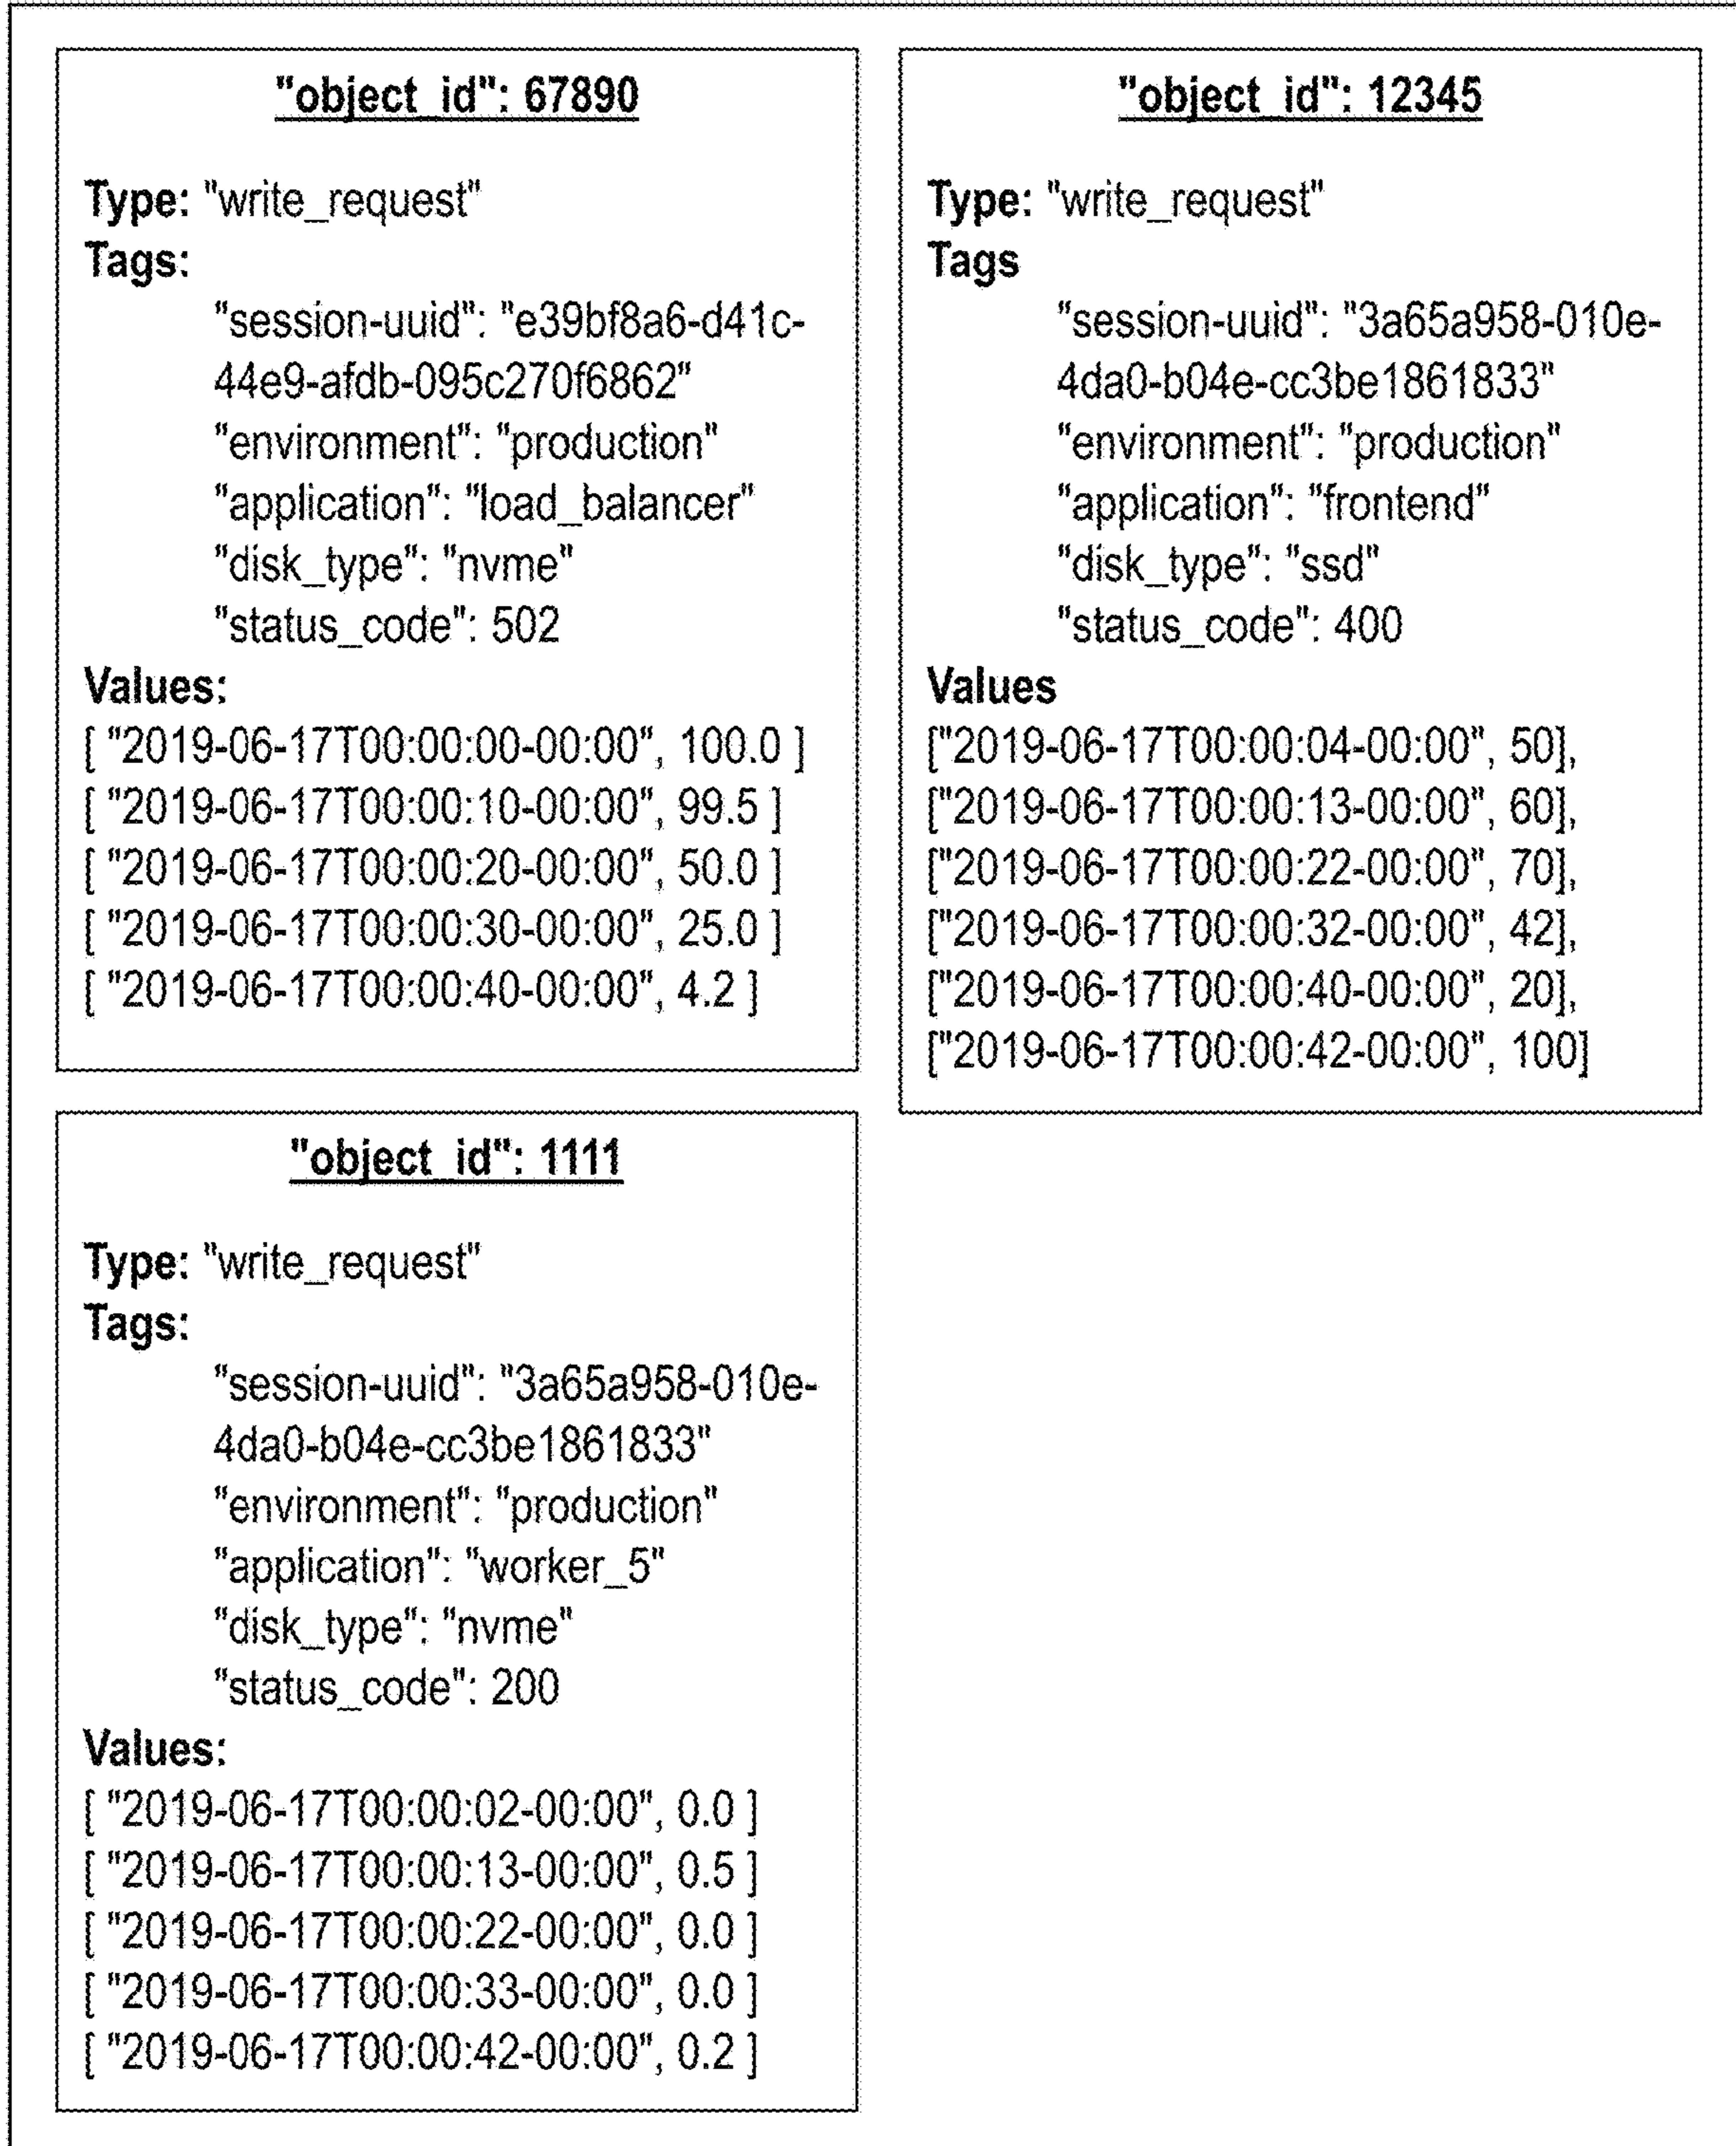 "object_id": 67890
Type: "write_request"
Tags:
"session-uuid": "e39bf8a6-d41c-
44e9-afdb-095c270f6862"
"environment": "production"
"application": "load_balancer"
"disk_type": "nvme"
"status_code": 502
Values:
[ "2019-06-17T00:00:00-00:00", 100.0 ]
[ "2019-06-17T00:00:10-00:00", 99.5 ]
[ "2019-06-17T00:00:20-00:00", 50.0 ]
[ "2019-06-17T00:00:30-00:00", 25.0 ]
[ "2019-06-17T00:00:40-00:00", 4.2 ]
"object_id": 12345
Type: "write_request"
Tags
"session-uuid": "3a65a958-010e-
4da0-b04e-cc3be1861833"
"environment": "production"
"application": "frontend"
"disk_type": "ssd"
"status_code": 400
Values
["2019-06-17T00:00:04-00:00", 50],
["2019-06-17T00:00:13-00:00", 60],
["2019-06-17T00:00:22-00:00", 70],
["2019-06-17T00:00:32-00:00", 42],
["2019-06-17T00:00:40-00:00", 20],
["2019-06-17T00:00:42-00:00", 100]
"object_id": 1111
Type: "write_request"
Tags:
"session-uuid": "3a65a958-010e-
4da0-b04e-cc3be1861833"
"environment": "production"
"application": "worker_5"
"disk_type": "nvme"
"status_code": 200
Values:
[ "2019-06-17T00:00:02-00:00", 0.0 ]
[ "2019-06-17T00:00:13-00:00", 0.5 ]
[ "2019-06-17T00:00:22-00:00", 0.0 ]
[ "2019-06-17T00:00:33-00:00", 0.0 ]
[ "2019-06-17T00:00:42-00:00", 0.2 ]